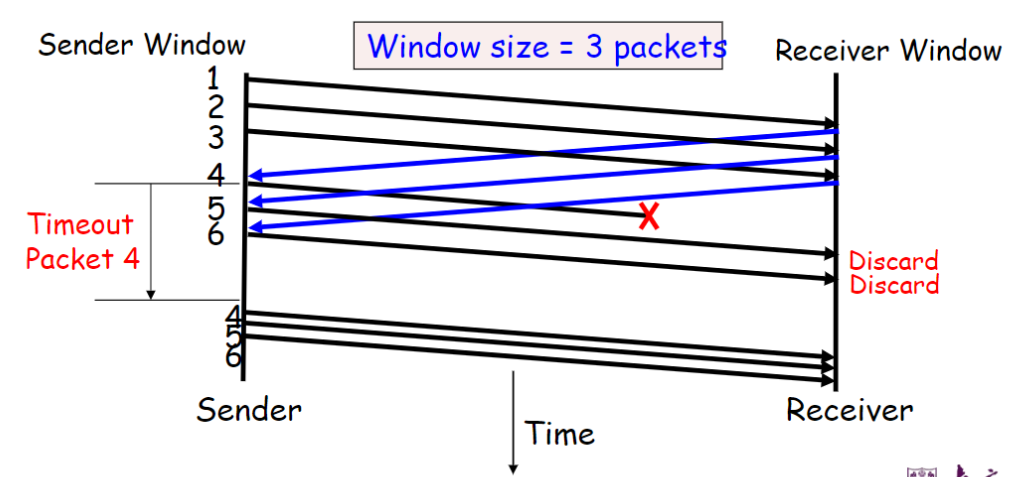 Sender Window
Window size = 3 packets
Receiver Window
1
2
3
4
5
6
Timeout
Packet 4
Discard
Discard
4
5
6
Sender
Receiver
Time